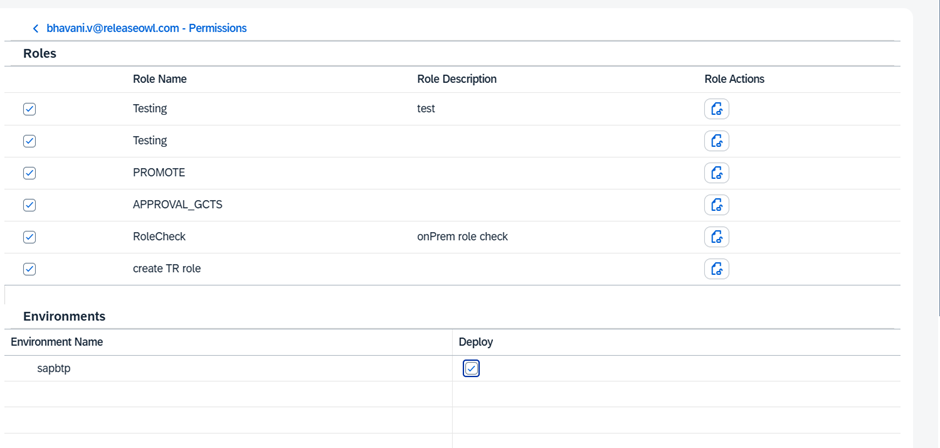 bhavani.v@releaseowl.com - Permissions
Roles
Role Name Role Description Role Actions
Testing test
Testing
PROMOTE
APPROVAL_GCTS
RoleCheck onPrem role check
create TR role
Environments
Environment Name Deploy
sapbtp